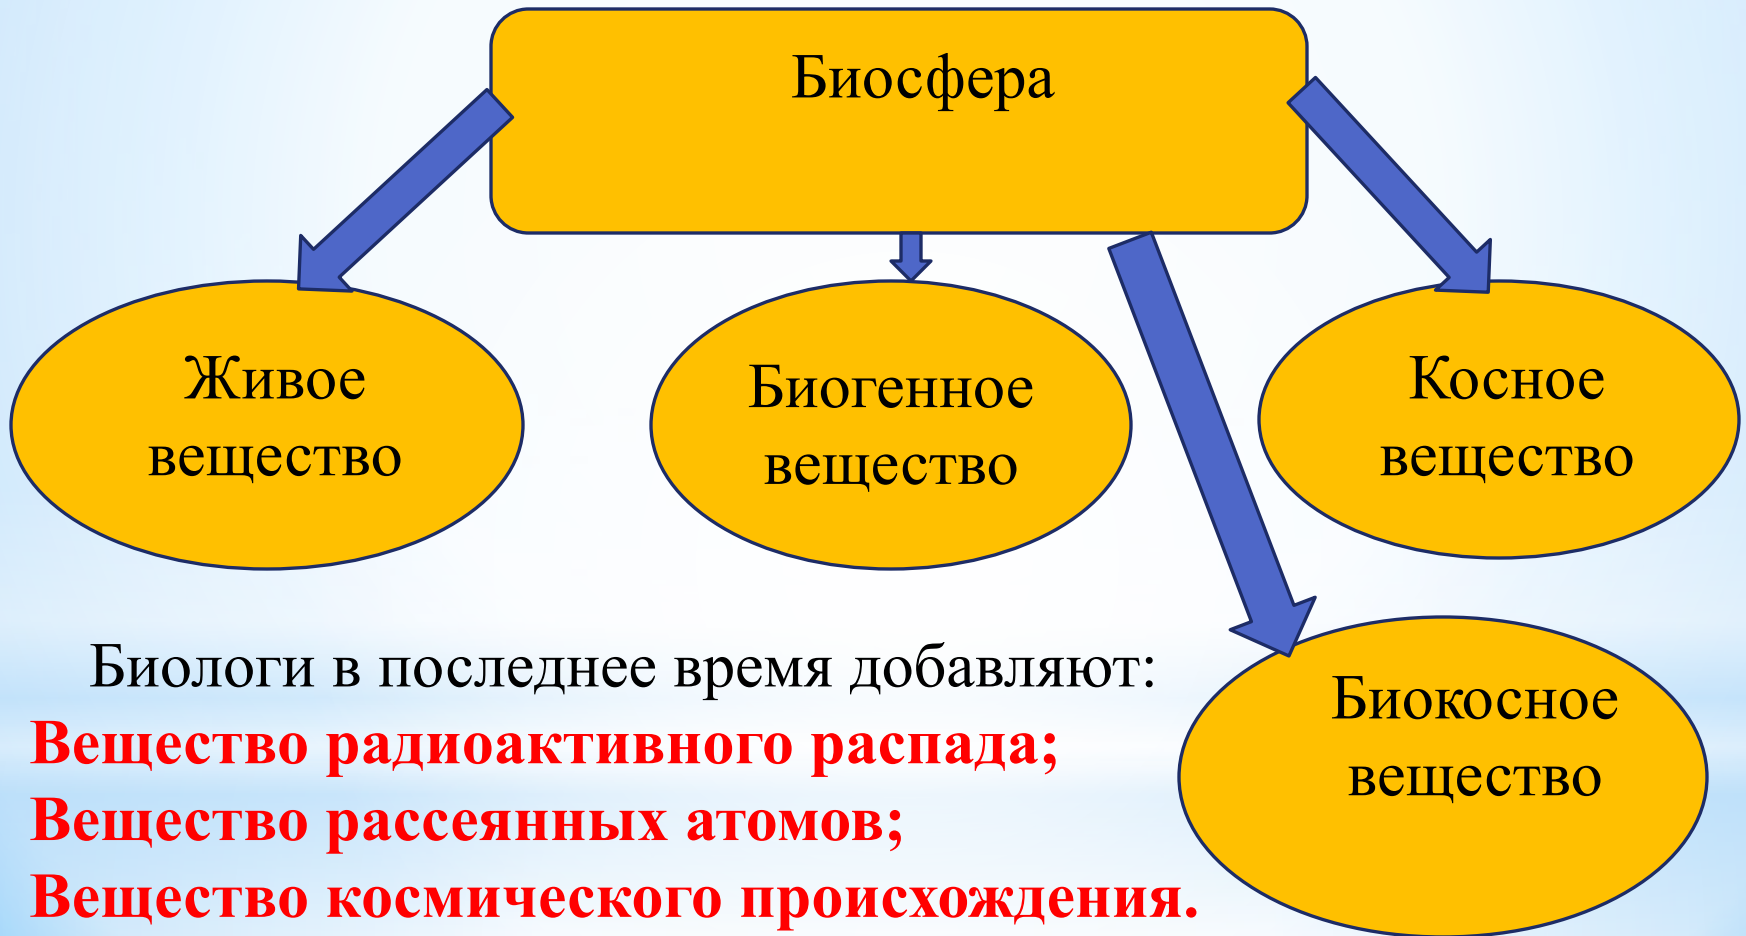 Биосфера
Живое
вещество
Биогенное
вещество
Косное
вещество
Биокосное
вещество
Биологи в последнее время добавляют:
Вещество радиоактивного распада;
Вещество рассеянных атомов;
Вещество космического происхождения.